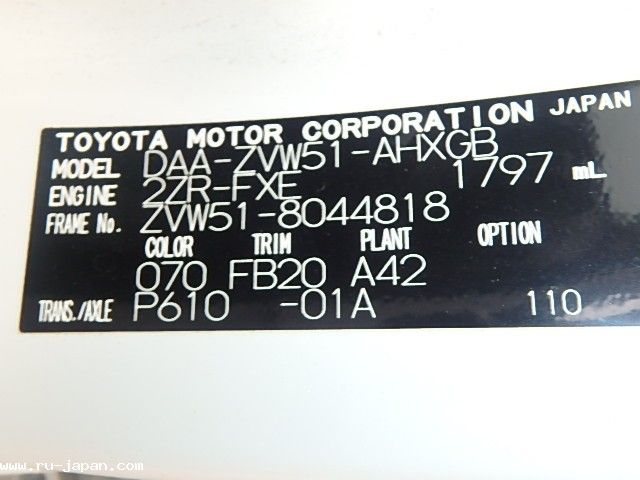 TOYOTA MOTOR CORPORATION JAPAN
MODEL DAA-ZVW51-AHXGB
ENGINE 2ZR-FXE 1797 mL
FRAME No. ZVW51-8044818
COLOR TRIM PLANT OPTION
070 FB20 A42
TRANS./AXLE P610 -01A 110
www.ru-japan.com